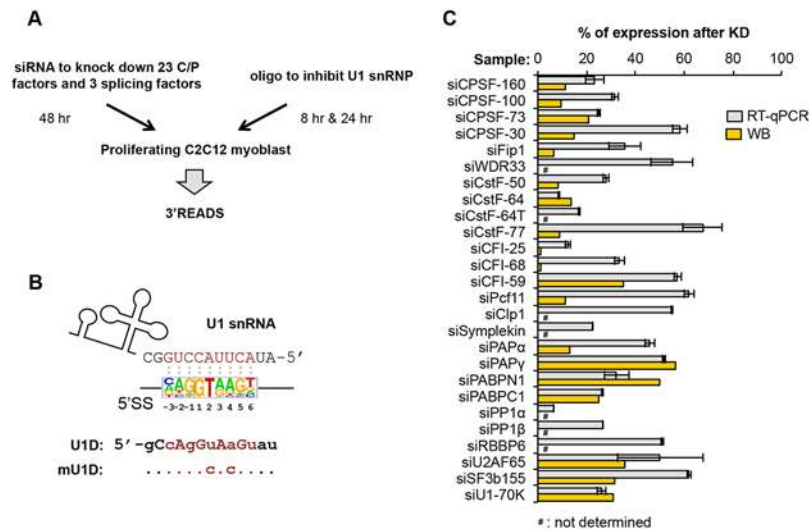 A
siRNA to knock down 23 C/P
factors and 3 splicing factors
oligo to inhibit U1 snRNP
48 hr
8 hr & 24 hr
Proliferating C2C12 myoblast
3'READS
B
U1 snRNA
CGGUCCAUUCAUA-5'
CAGGTAAGT
5'SS
-3-2-1 1 2 3 4 5 6
U1D: 5'-gCcAgGuAaGuau
mU1D: . . . . . . c . c . . . .
C
% of expression after KD
Sample: 0 20 40 60 80 100
siCPSF-160
siCPSF-100
siCPSF-73
siCPSF-30
siFip1
siWDR33 #
siCstF-50
siCstF-64
siCstF-64T #
siCstF-77
siCFI-25
siCFI-68
siCFI-59
siPcf11
siClp1 #
siSymplekin #
siPAPα
siPAPγ
siPABPN1
siPABPC1
siPP1α #
siPP1β #
siRBBP6 #
siU2AF65
siSF3b155
siU1-70K
RT-qPCR
WB
# : not determined